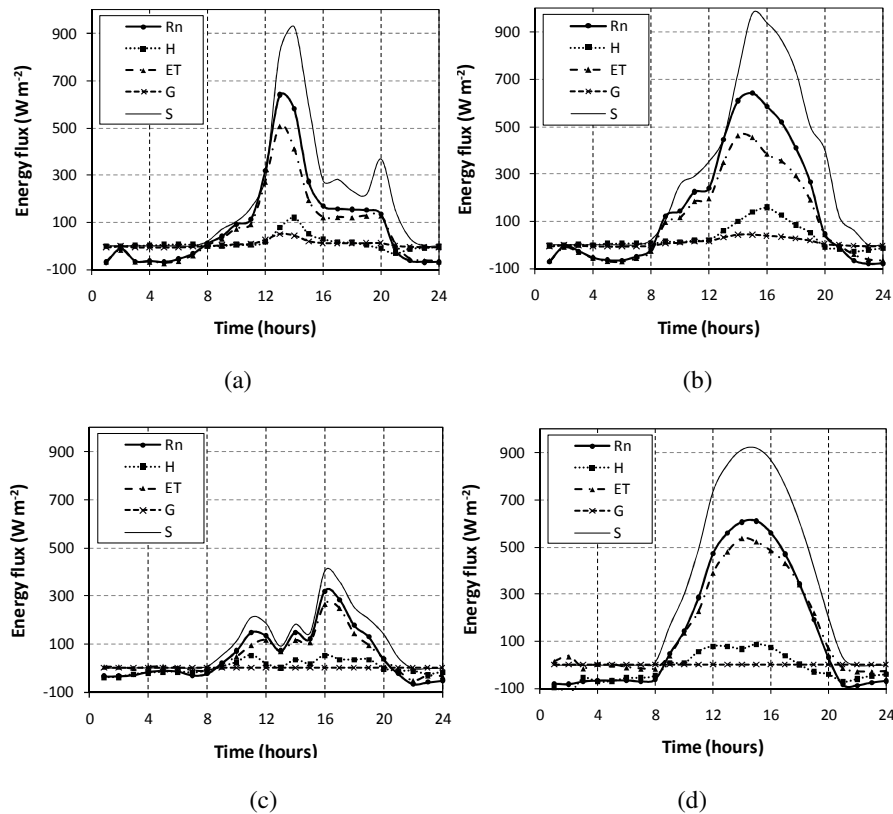 900
700
500
300
100
-100
Energy flux (W m-2)
Rn
H
ET
G
S
0 4 8 12 16 20 24
Time (hours)
(a)
900
700
500
300
100
-100
Energy flux (W m-2)
Rn
H
ET
G
S
0 4 8 12 16 20 24
Time (hours)
(b)
900
700
500
300
100
-100
Energy flux (W m-2)
Rn
H
ET
G
S
0 4 8 12 16 20 24
Time (hours)
(c)
900
700
500
300
100
-100
Energy flux (W m-2)
Rn
H
ET
G
S
0 4 8 12 16 20 24
Time (hours)
(d)